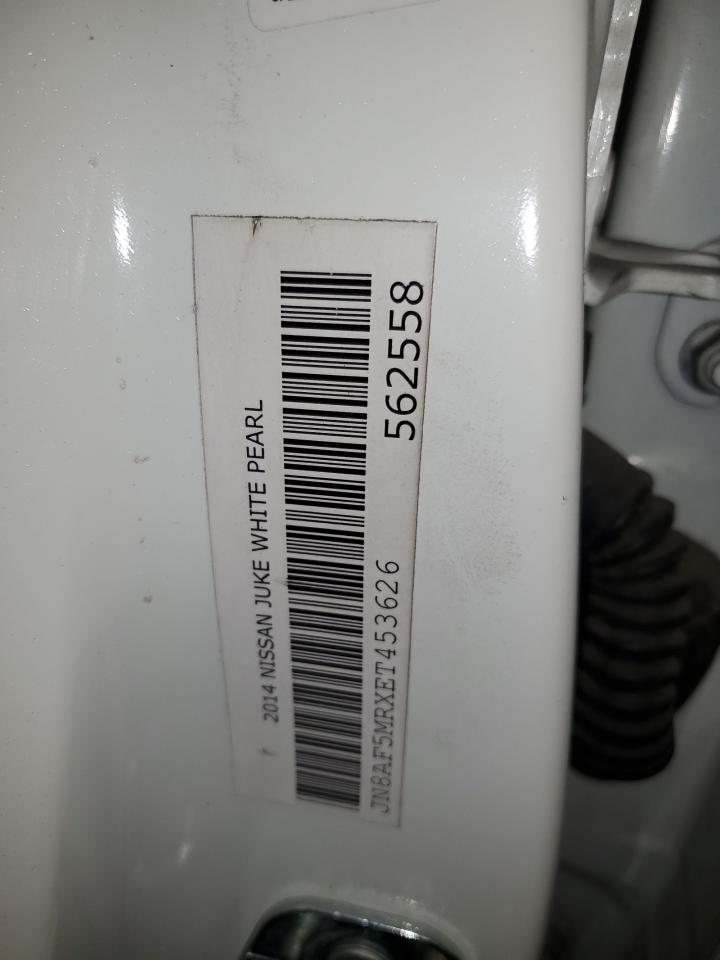 2014 NISSAN JUKE WHITE PEARL
JN8AF5MRXET453626
562558